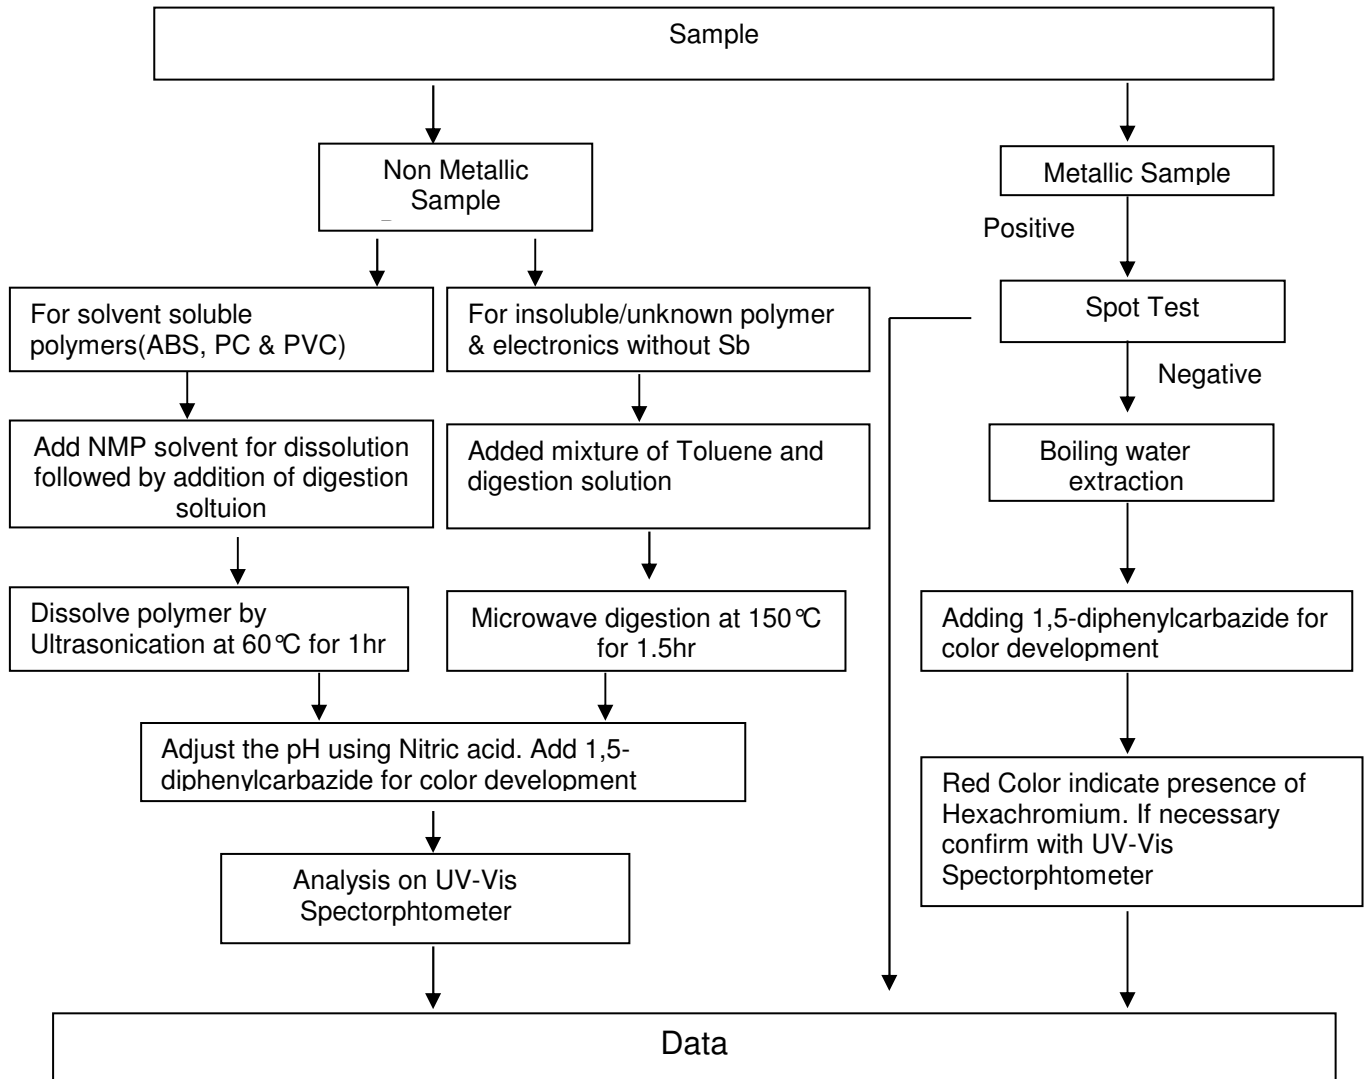 Sample
Non Metallic
Sample
Metallic Sample
Positive
For solvent soluble
polymers(ABS, PC & PVC)
For insoluble/unknown polymer
& electronics without Sb
Spot Test
Negative
Add NMP solvent for dissolution
followed by addition of digestion
soltuion
Added mixture of Toluene and
digestion solution
Boiling water
extraction
Dissolve polymer by
Ultrasonication at 60°C for 1hr
Microwave digestion at 150°C
for 1.5hr
Adding 1,5-diphenylcarbazide for
color development
Adjust the pH using Nitric acid. Add 1,5-
diphenylcarbazide for color development
Red Color indicate presence of
Hexachromium. If necessary
confirm with UV-Vis
Spectorphtometer
Analysis on UV-Vis
Spectorphtometer
Data